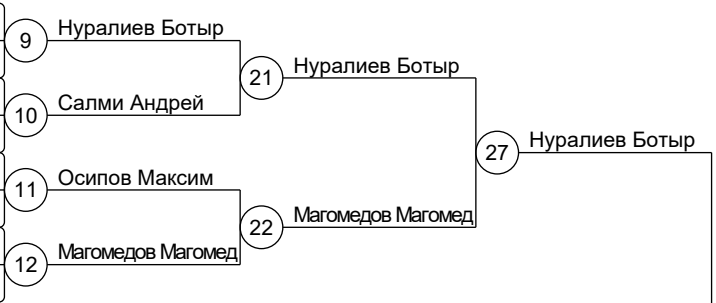 9 Нуралиев Ботыр
21 Нуралиев Ботыр
10 Салми Андрей
27 Нуралиев Ботыр
11 Осипов Максим
22 Магомедов Магомед
12 Магомедов Магомед